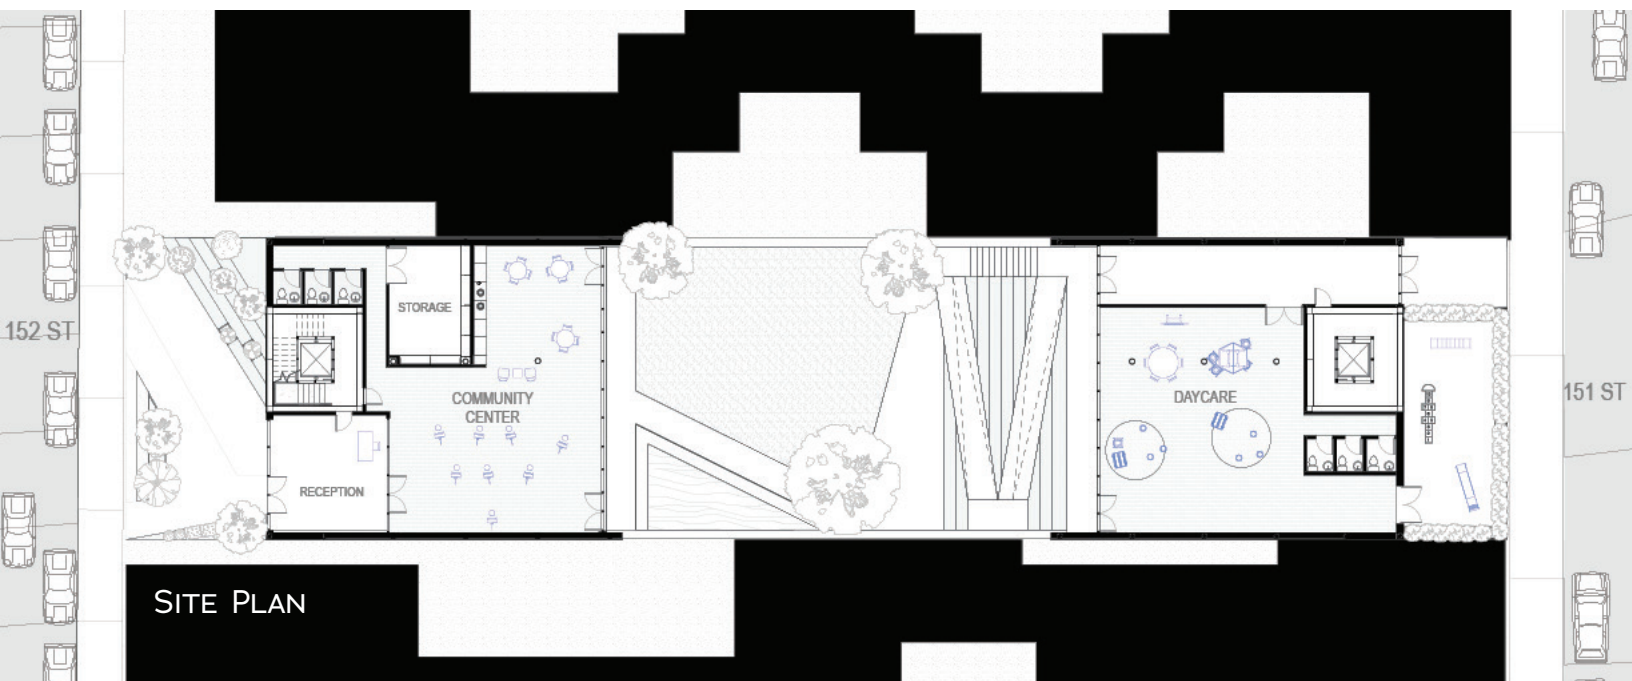 152 ST
STORAGE
COMMUNITY
CENTER
RECEPTION
DAYCARE
151 ST
SITE PLAN